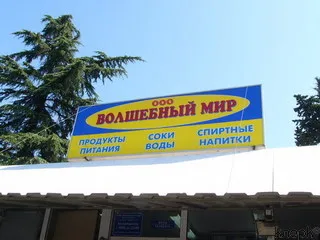 ООО
ВОЛШЕБНЫЙ МИР
ПРОДУКТЫ
ПИТАНИЯ
СОКИ
ВОДЫ
СПИРТНЫЕ
НАПИТКИ